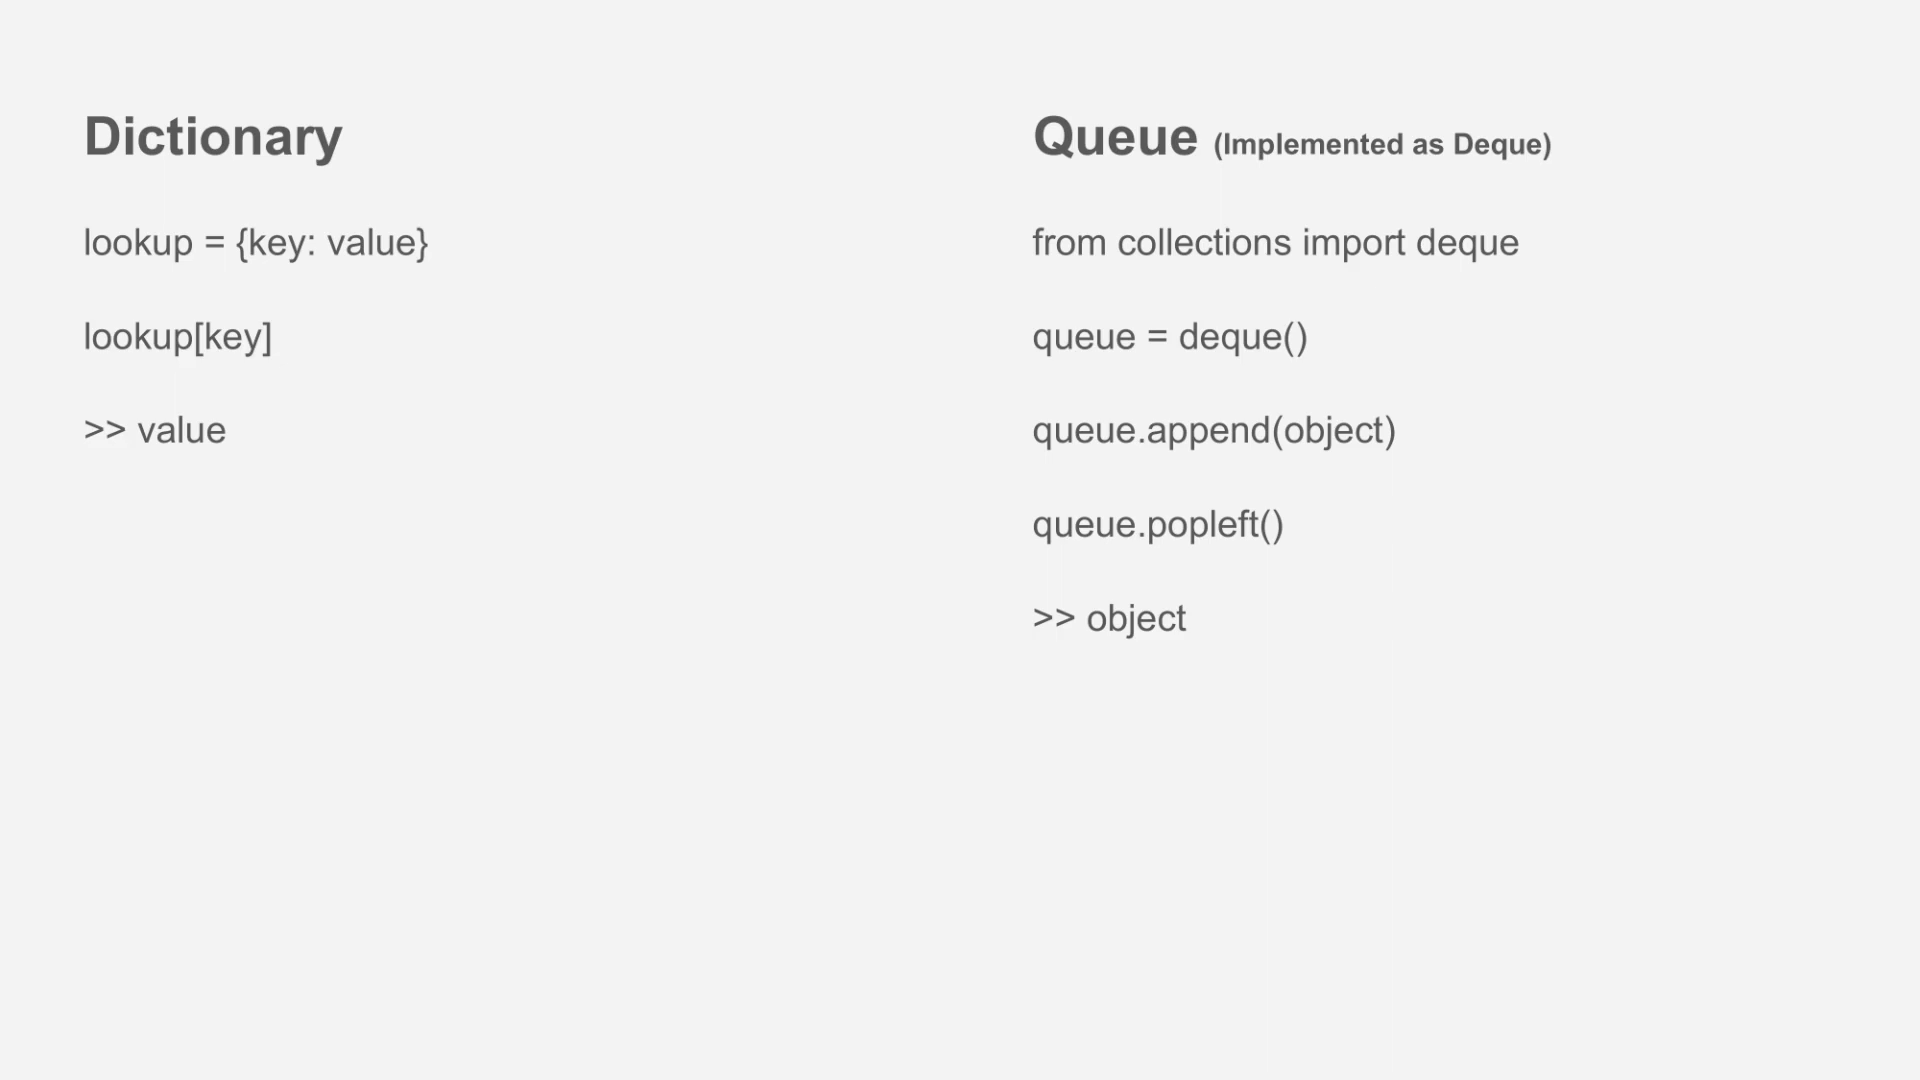 Dictionary
lookup = {key: value}
lookup[key]
>> value
Queue (Implemented as Deque)
from collections import deque
queue = deque()
queue.append(object)
queue.popleft()
>> object